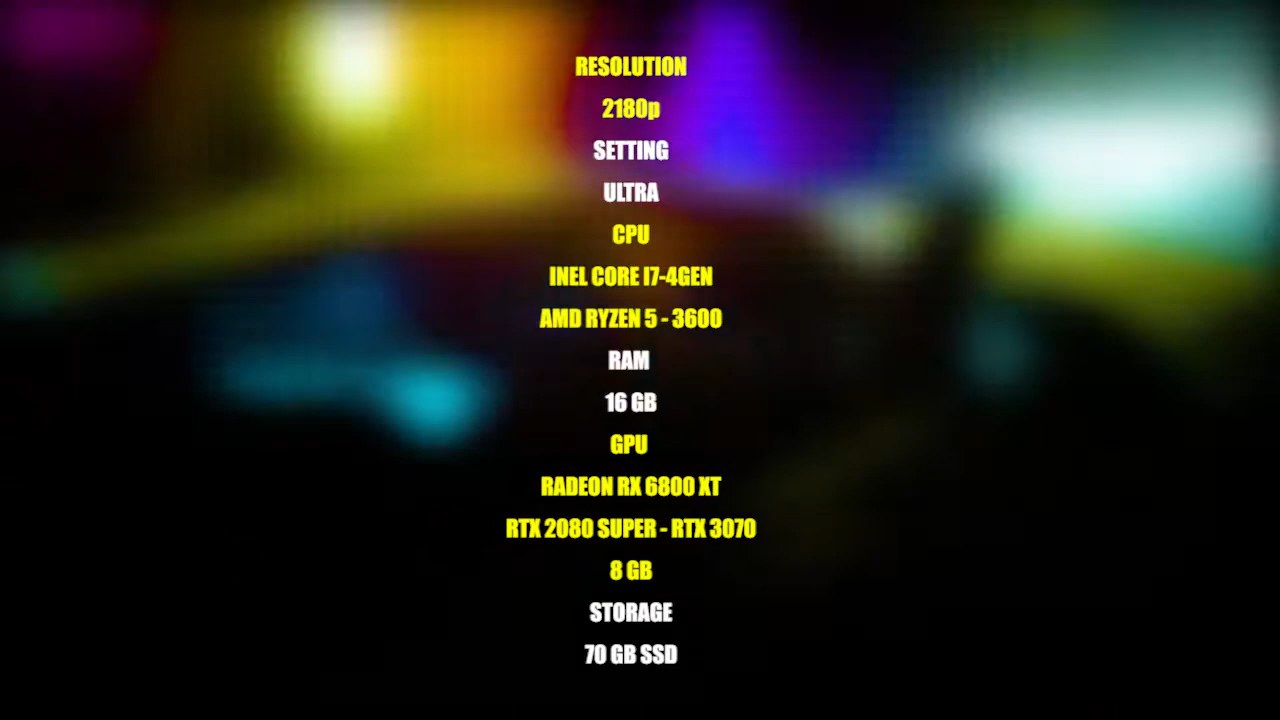 RESOLUTION
2180p
SETTING
ULTRA
CPU
INEL CORE I7-4GEN
AMD RYZEN 5 - 3600
RAM
16 GB
GPU
RADEON RX 6800 XT
RTX 2080 SUPER - RTX 3070
8 GB
STORAGE
70 GB SSD